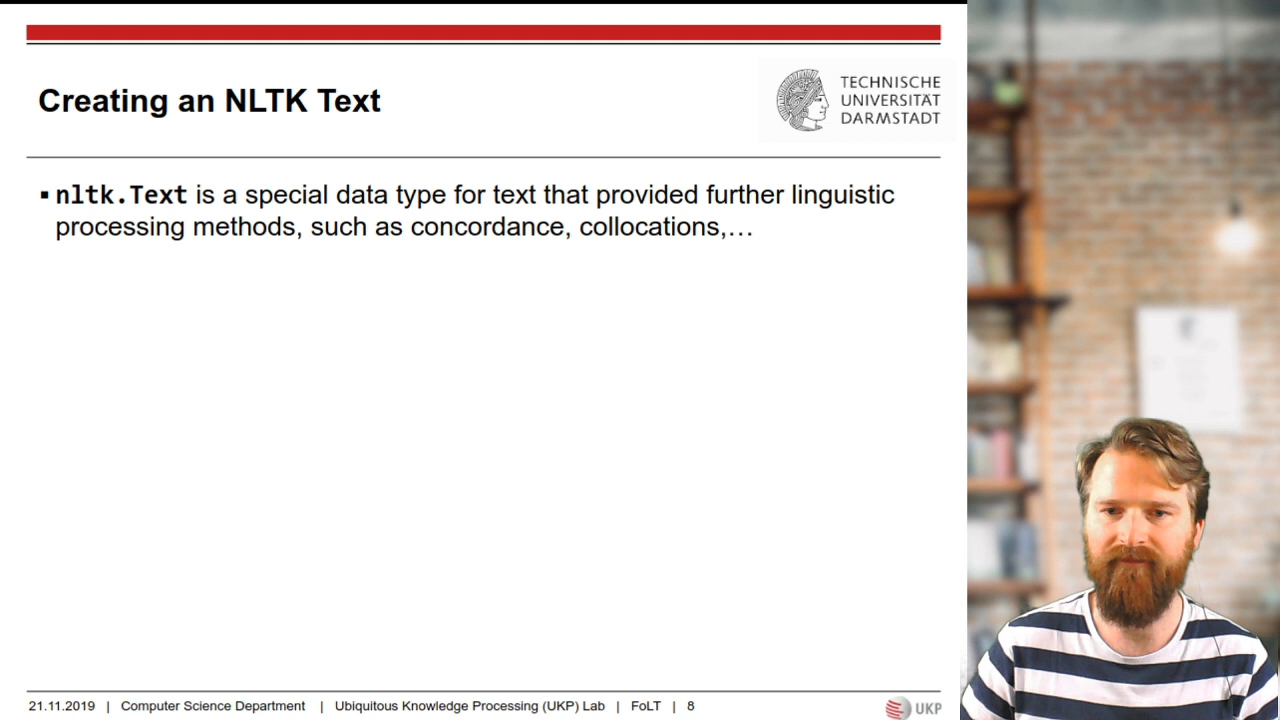 Creating an NLTK Text
TECHNISCHE
UNIVERSITÄT
DARMSTADT
▪ nltk.Text is a special data type for text that provided further linguistic
processing methods, such as concordance, collocations,…
21.11.2019 | Computer Science Department | Ubiquitous Knowledge Processing (UKP) Lab | FoLT | 8
UKP